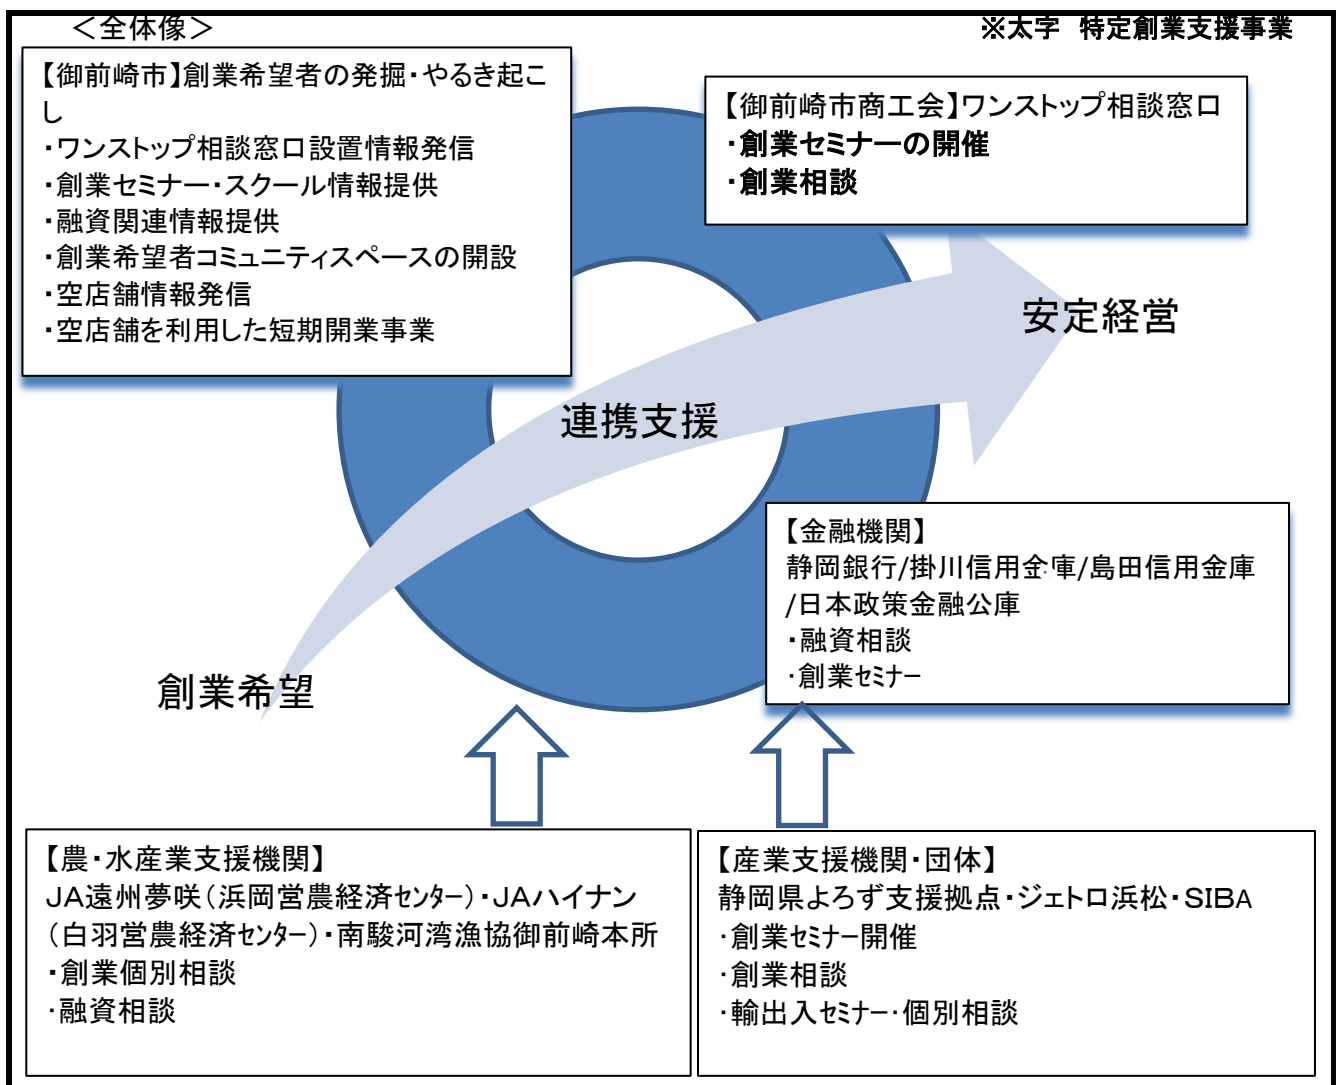 ＜全体像＞
※太字　特定創業支援事業
【御前崎市】創業希望者の発掘・やるき起こ
し
・ワンストップ相談窓口設置情報発信
・創業セミナー・スクール情報提供
・融資関連情報提供
・創業希望者コミュニティスペースの開設
・空店舗情報発信
・空店舗を利用した短期開業事業
【御前崎市商工会】ワンストップ相談窓口
・創業セミナーの開催
・創業相談
安定経営
連携支援
創業希望
【金融機関】
静岡銀行/掛川信用金庫/島田信用金庫
/日本政策金融公庫
・融資相談
・創業ｾﾐﾅｰ
【農・水産業支援機関】
ＪＡ遠州夢咲（浜岡営農経済ｾﾝﾀｰ）・ＪＡハイナン
（白羽営農経済ｾﾝﾀｰ）・南駿河湾漁協御前崎本所
・創業個別相談
・融資相談
【産業支援機関・団体】
静岡県よろず支援拠点・ジェトロ浜松・SIBA
・創業ｾﾐﾅｰ開催
・創業相談
・輸出入ｾﾐﾅｰ・個別相談